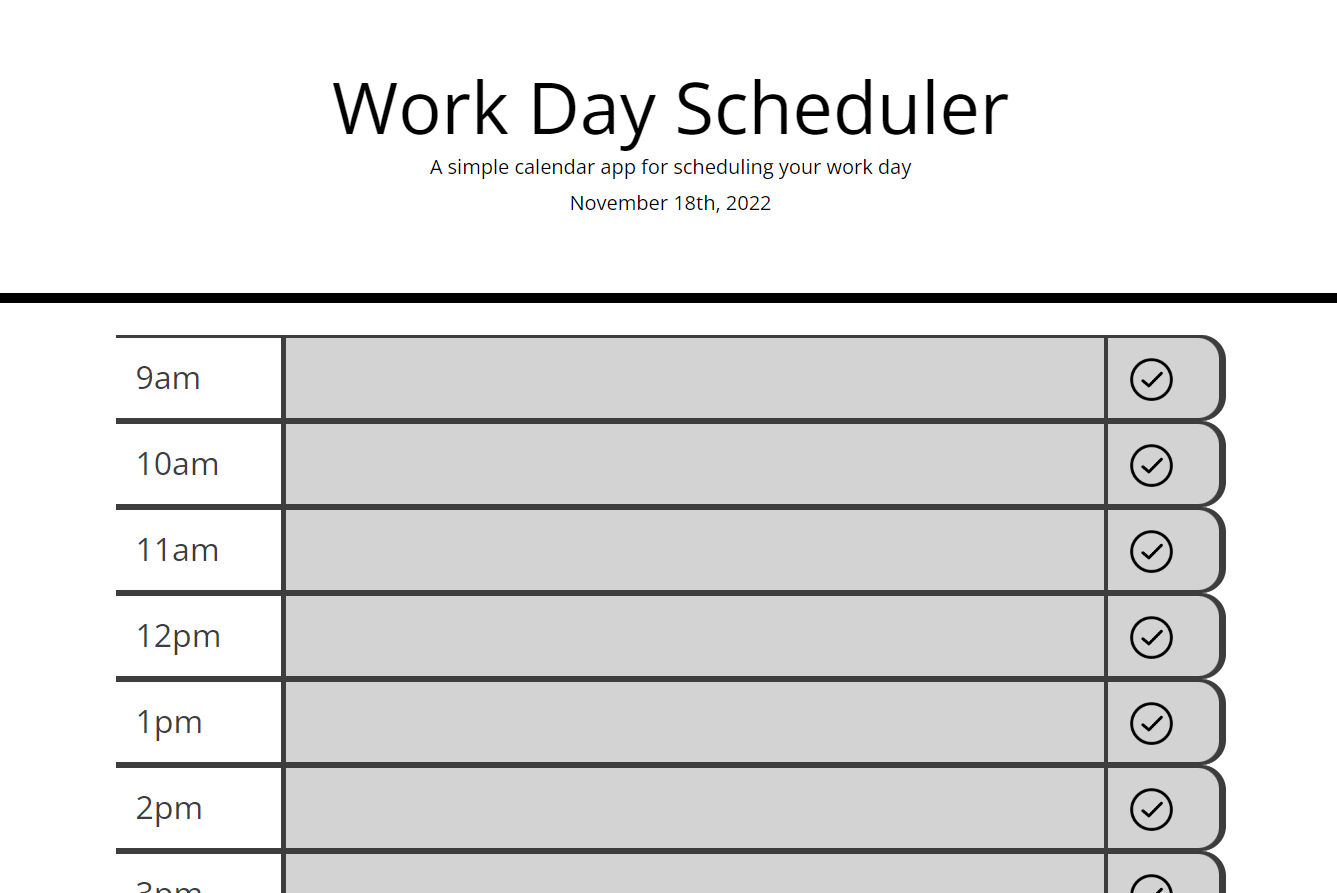 Work Day Scheduler
A simple calendar app for scheduling your work day
November 18th, 2022
9am
10am
11am
12pm
1pm
2pm
3pm